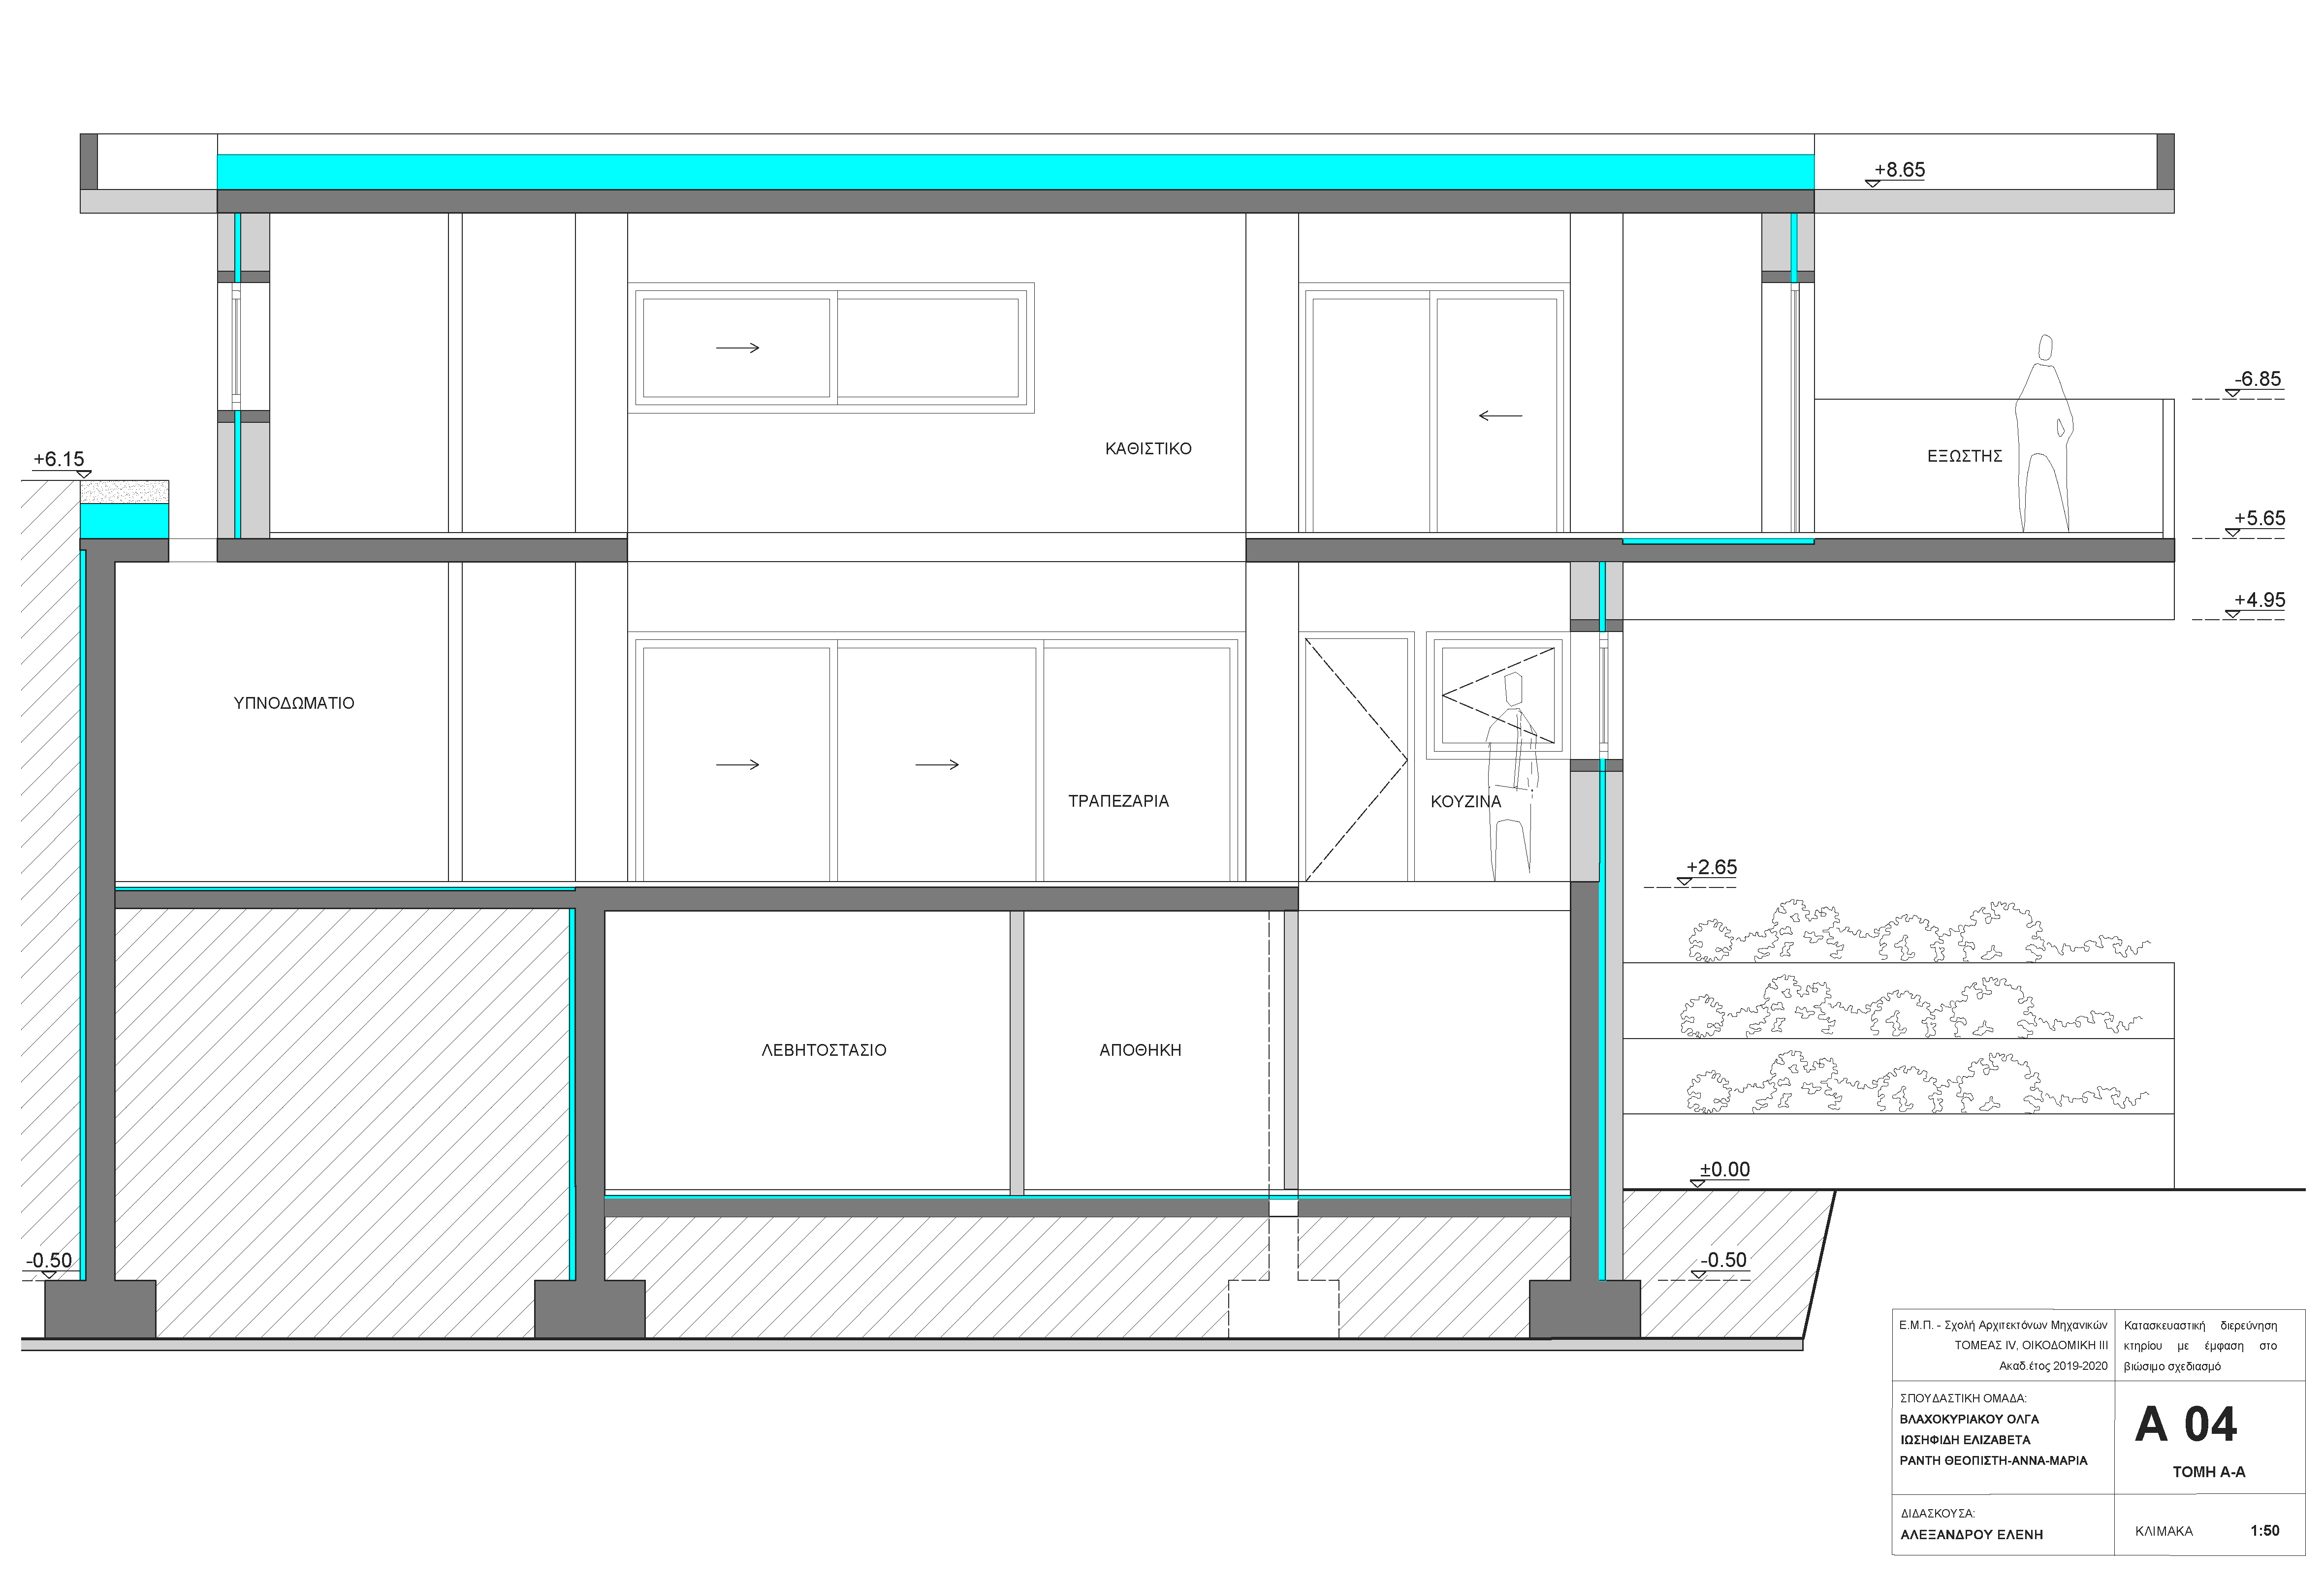 +8.65
-6.85
ΚΑΘΙΣΤΙΚΟ
ΕΞΩΣΤΗΣ
+6.15
+5.65
+4.95
ΥΠΝΟΔΩΜΑΤΙΟ
ΤΡΑΠΕΖΑΡΙΑ
ΚΟΥΖΙΝΑ
+2.65
ΛΕΒΗΤΟΣΤΑΣΙΟ
ΑΠΟΘΗΚΗ
±0.00
-0.50
-0.50
Ε.Μ.Π. - Σχολή Αρχιτεκτόνων Μηχανικών
ΤΟΜΕΑΣ IV, ΟΙΚΟΔΟΜΙΚΗ ΙΙΙ
Ακαδ.έτος 2019-2020
Κατασκευαστική διερεύνηση
κτηρίου με έμφαση στο
βιώσιμο σχεδιασμό
ΣΠΟΥΔΑΣΤΙΚΗ ΟΜΑΔΑ:
ΒΛΑΧΟΚΥΡΙΑΚΟΥ ΟΛΓΑ
ΙΩΣΗΦΙΔΗ ΕΛΙΖΑΒΕΤΑ
ΡΑΝΤΗ ΘΕΟΠΙΣΤΗ-ΑΝΝΑ-ΜΑΡΙΑ
Α 04
ΤΟΜΗ Α-Α
ΔΙΔΑΣΚΟΥΣΑ:
ΑΛΕΞΑΝΔΡΟΥ ΕΛΕΝΗ
ΚΛΙΜΑΚΑ 1:50